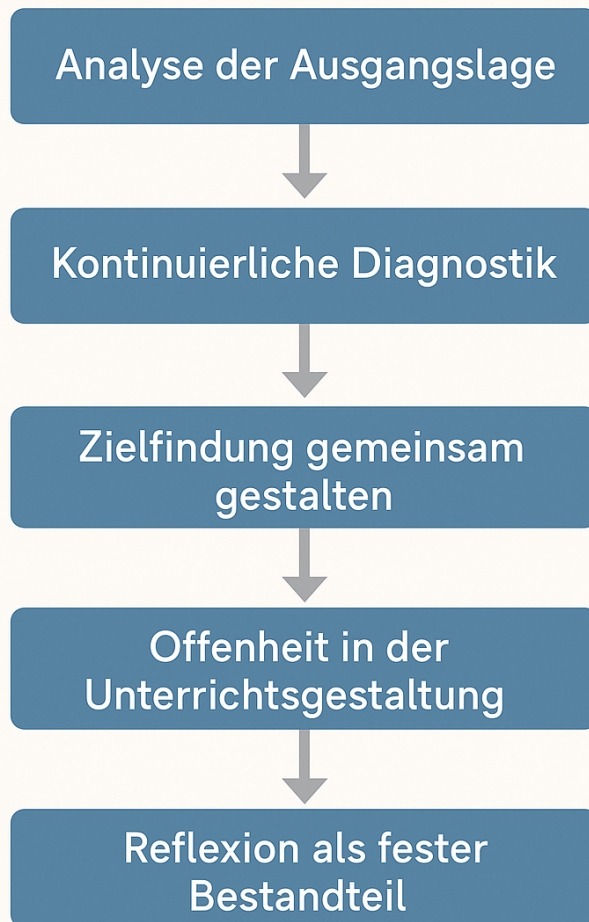 Analyse der Ausgangslage
Kontinuierliche Diagnostik
Zielfindung gemeinsam
gestalten
Offenheit in der
Unterrichtsgestaltung
Reflexion als fester
Bestandteil